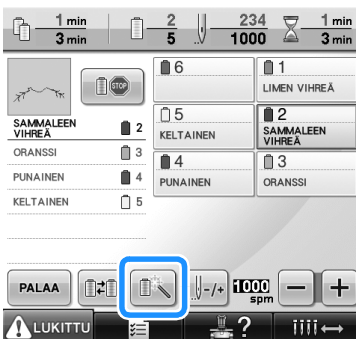 1 min
3 min
2
5
234
1000
1 min
3 min
STOP
6
1
LIMEN VIHREÄ
SAMMALEEN
VIHREÄ
2
5
KELTAINEN
2
SAMMALEEN
VIHREÄ
ORANSSI
3
PUNAINEN
4
4
PUNAINEN
3
ORANSSI
KELTAINEN
5
PALAA
-/+
1000
spm
−
+
LUKITTU
?